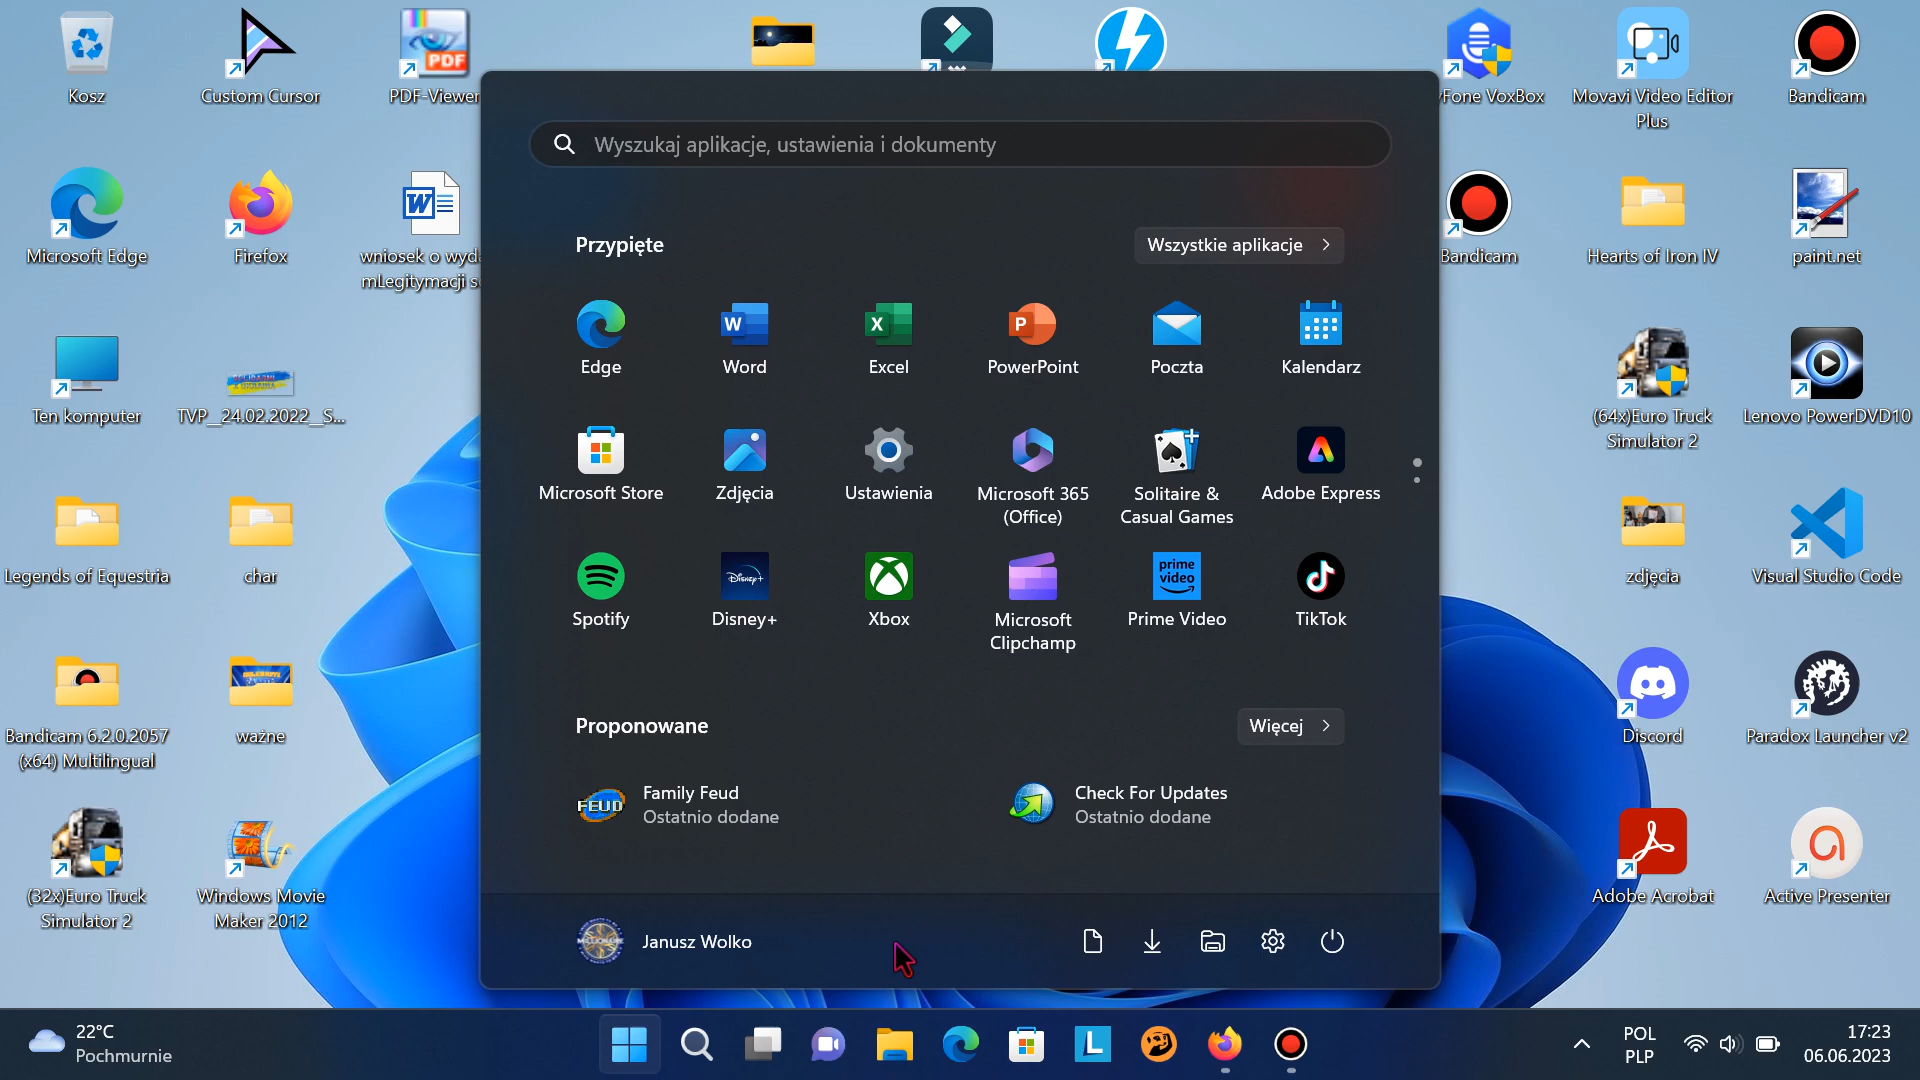 Kosz
Custom Cursor
PDF-Viewer
Fone VoxBox
Movavi Video Editor
Plus
Bandicam
Wyszukaj aplikacje, ustawienia i dokumenty
Microsoft Edge
Firefox
wniosek o wyd
mLegitymacji s
Bandicam
Hearts of Iron IV
paint.net
Przypięte
Wszystkie aplikacje
Edge
Word
Excel
PowerPoint
Poczta
Kalendarz
Ten komputer
TVP_24.02.2022_S...
(64x)Euro Truck
Simulator 2
Lenovo PowerDVD10
Microsoft Store
Zdjęcia
Ustawienia
Microsoft 365
(Office)
Solitaire &
Casual Games
Adobe Express
Legends of Equestria
char
zdjęcia
Visual Studio Code
Disney+
prime
video
Spotify
Disney+
Xbox
Microsoft
Clipchamp
Prime Video
TikTok
Bandicam 6.2.0.2057
(x64) Multilingual
ważne
Discord
Paradox Launcher v2
Proponowane
Więcej
FEUD
Family Feud
Ostatnio dodane
Check For Updates
Ostatnio dodane
(32x)Euro Truck
Simulator 2
Windows Movie
Maker 2012
Adobe Acrobat
Active Presenter
MILLIONAIRE
Janusz Wolko
22°C
Pochmurnie
POL
PLP
17:23
06.06.2023